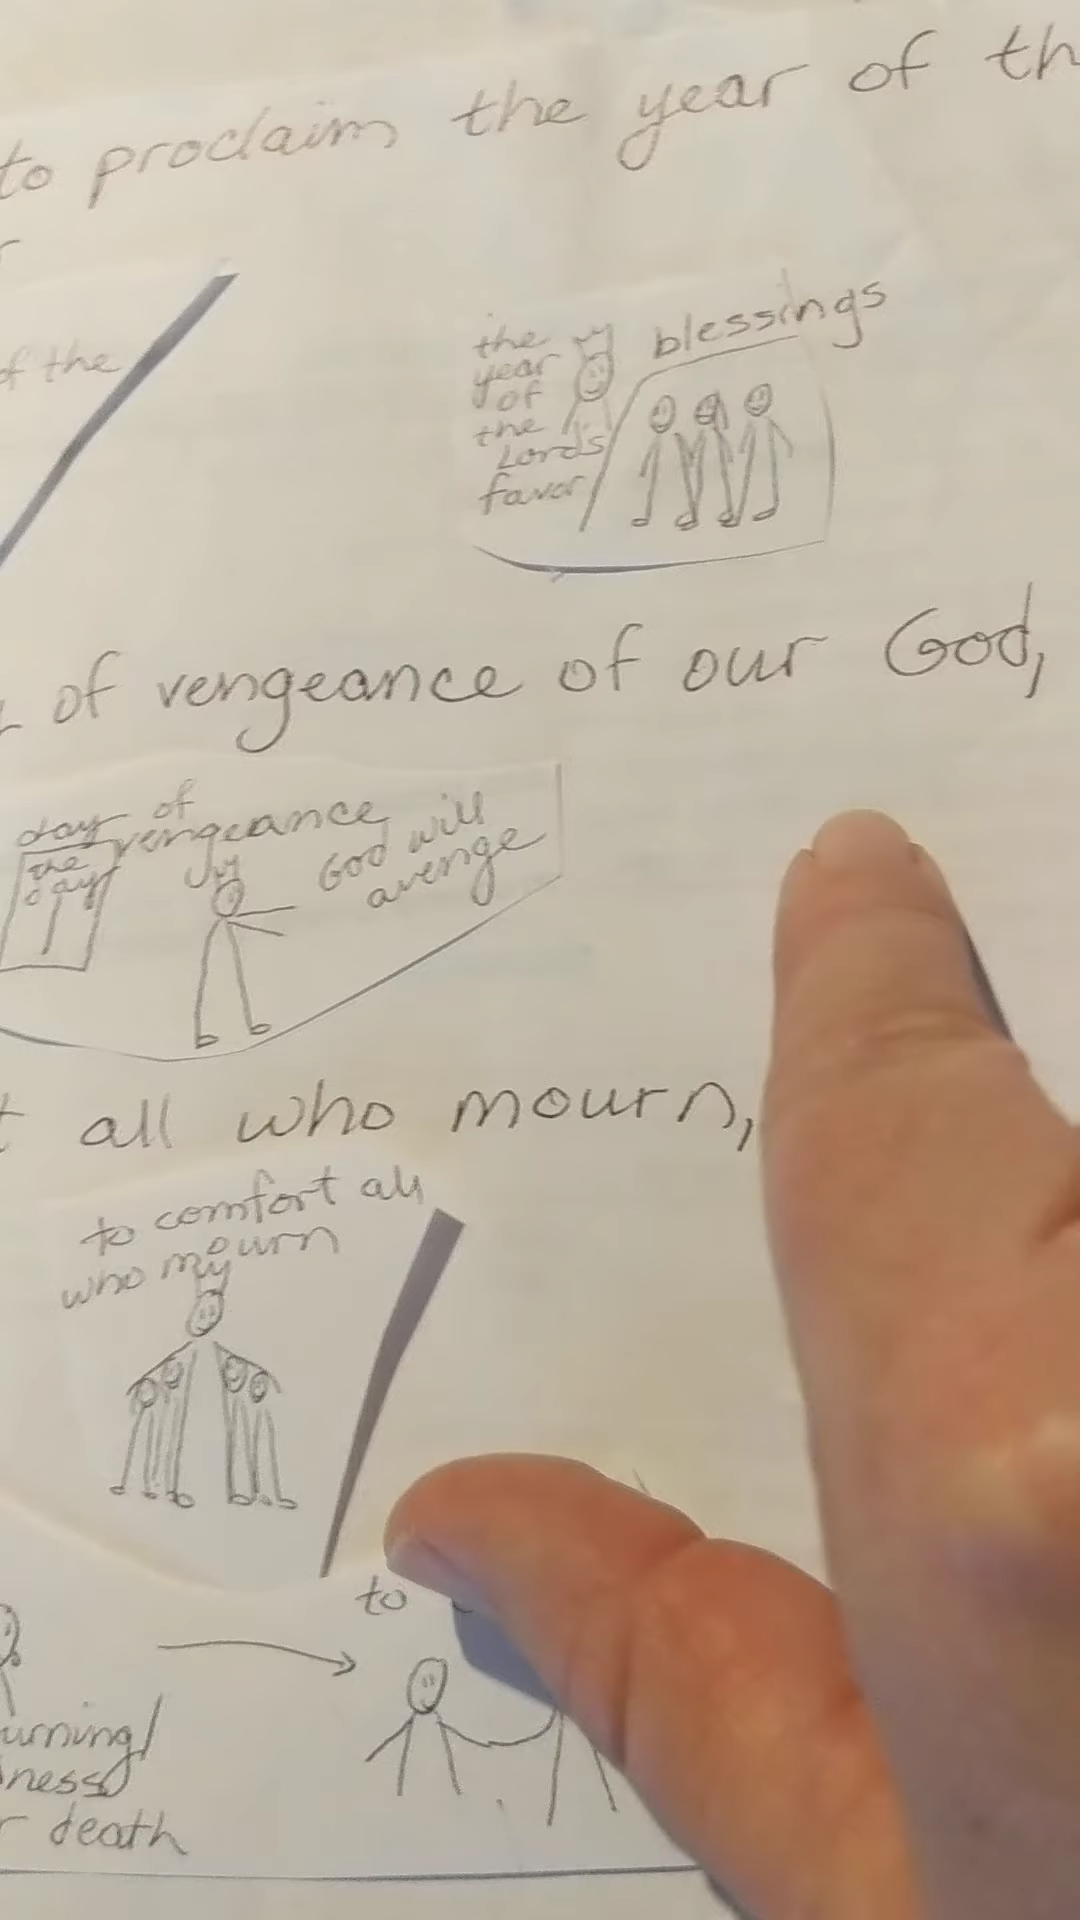 to proclaim the year of th
of the
the
year
of
the
Lord's
favor
blessings
of vengeance of our God,
day of
vengeance
the
day
God will
avenge
all who mourn,
to comfort all
who mourn
to
urning/
ness
death